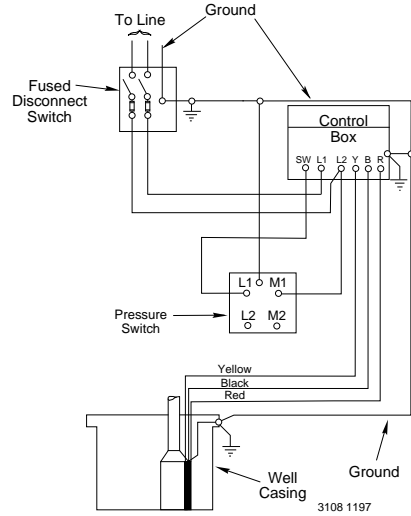 To Line
Ground
Fused
Disconnect
Switch
Control
Box
SW L1 L2 Y B R
L1 M1
L2 M2
Pressure
Switch
Yellow
Black
Red
Well
Casing
Ground
3108 1197